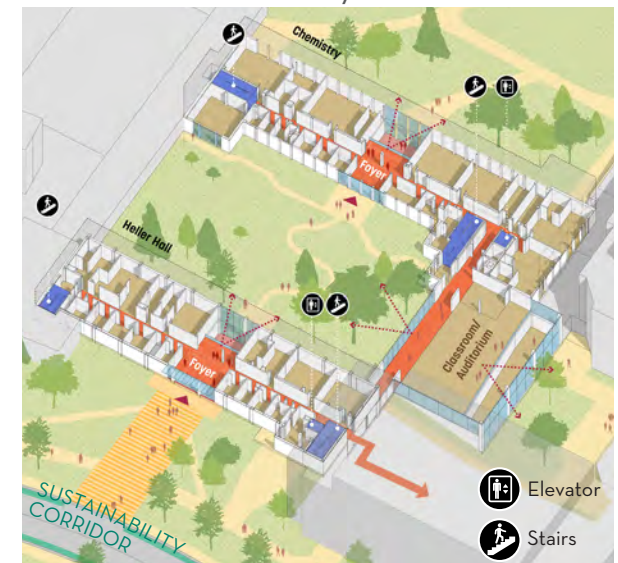 Chemistry
Foyer
Heller Hall
Foyer
Classroom/
Auditorium
SUSTAINABILITY
CORRIDOR
Elevator
Stairs